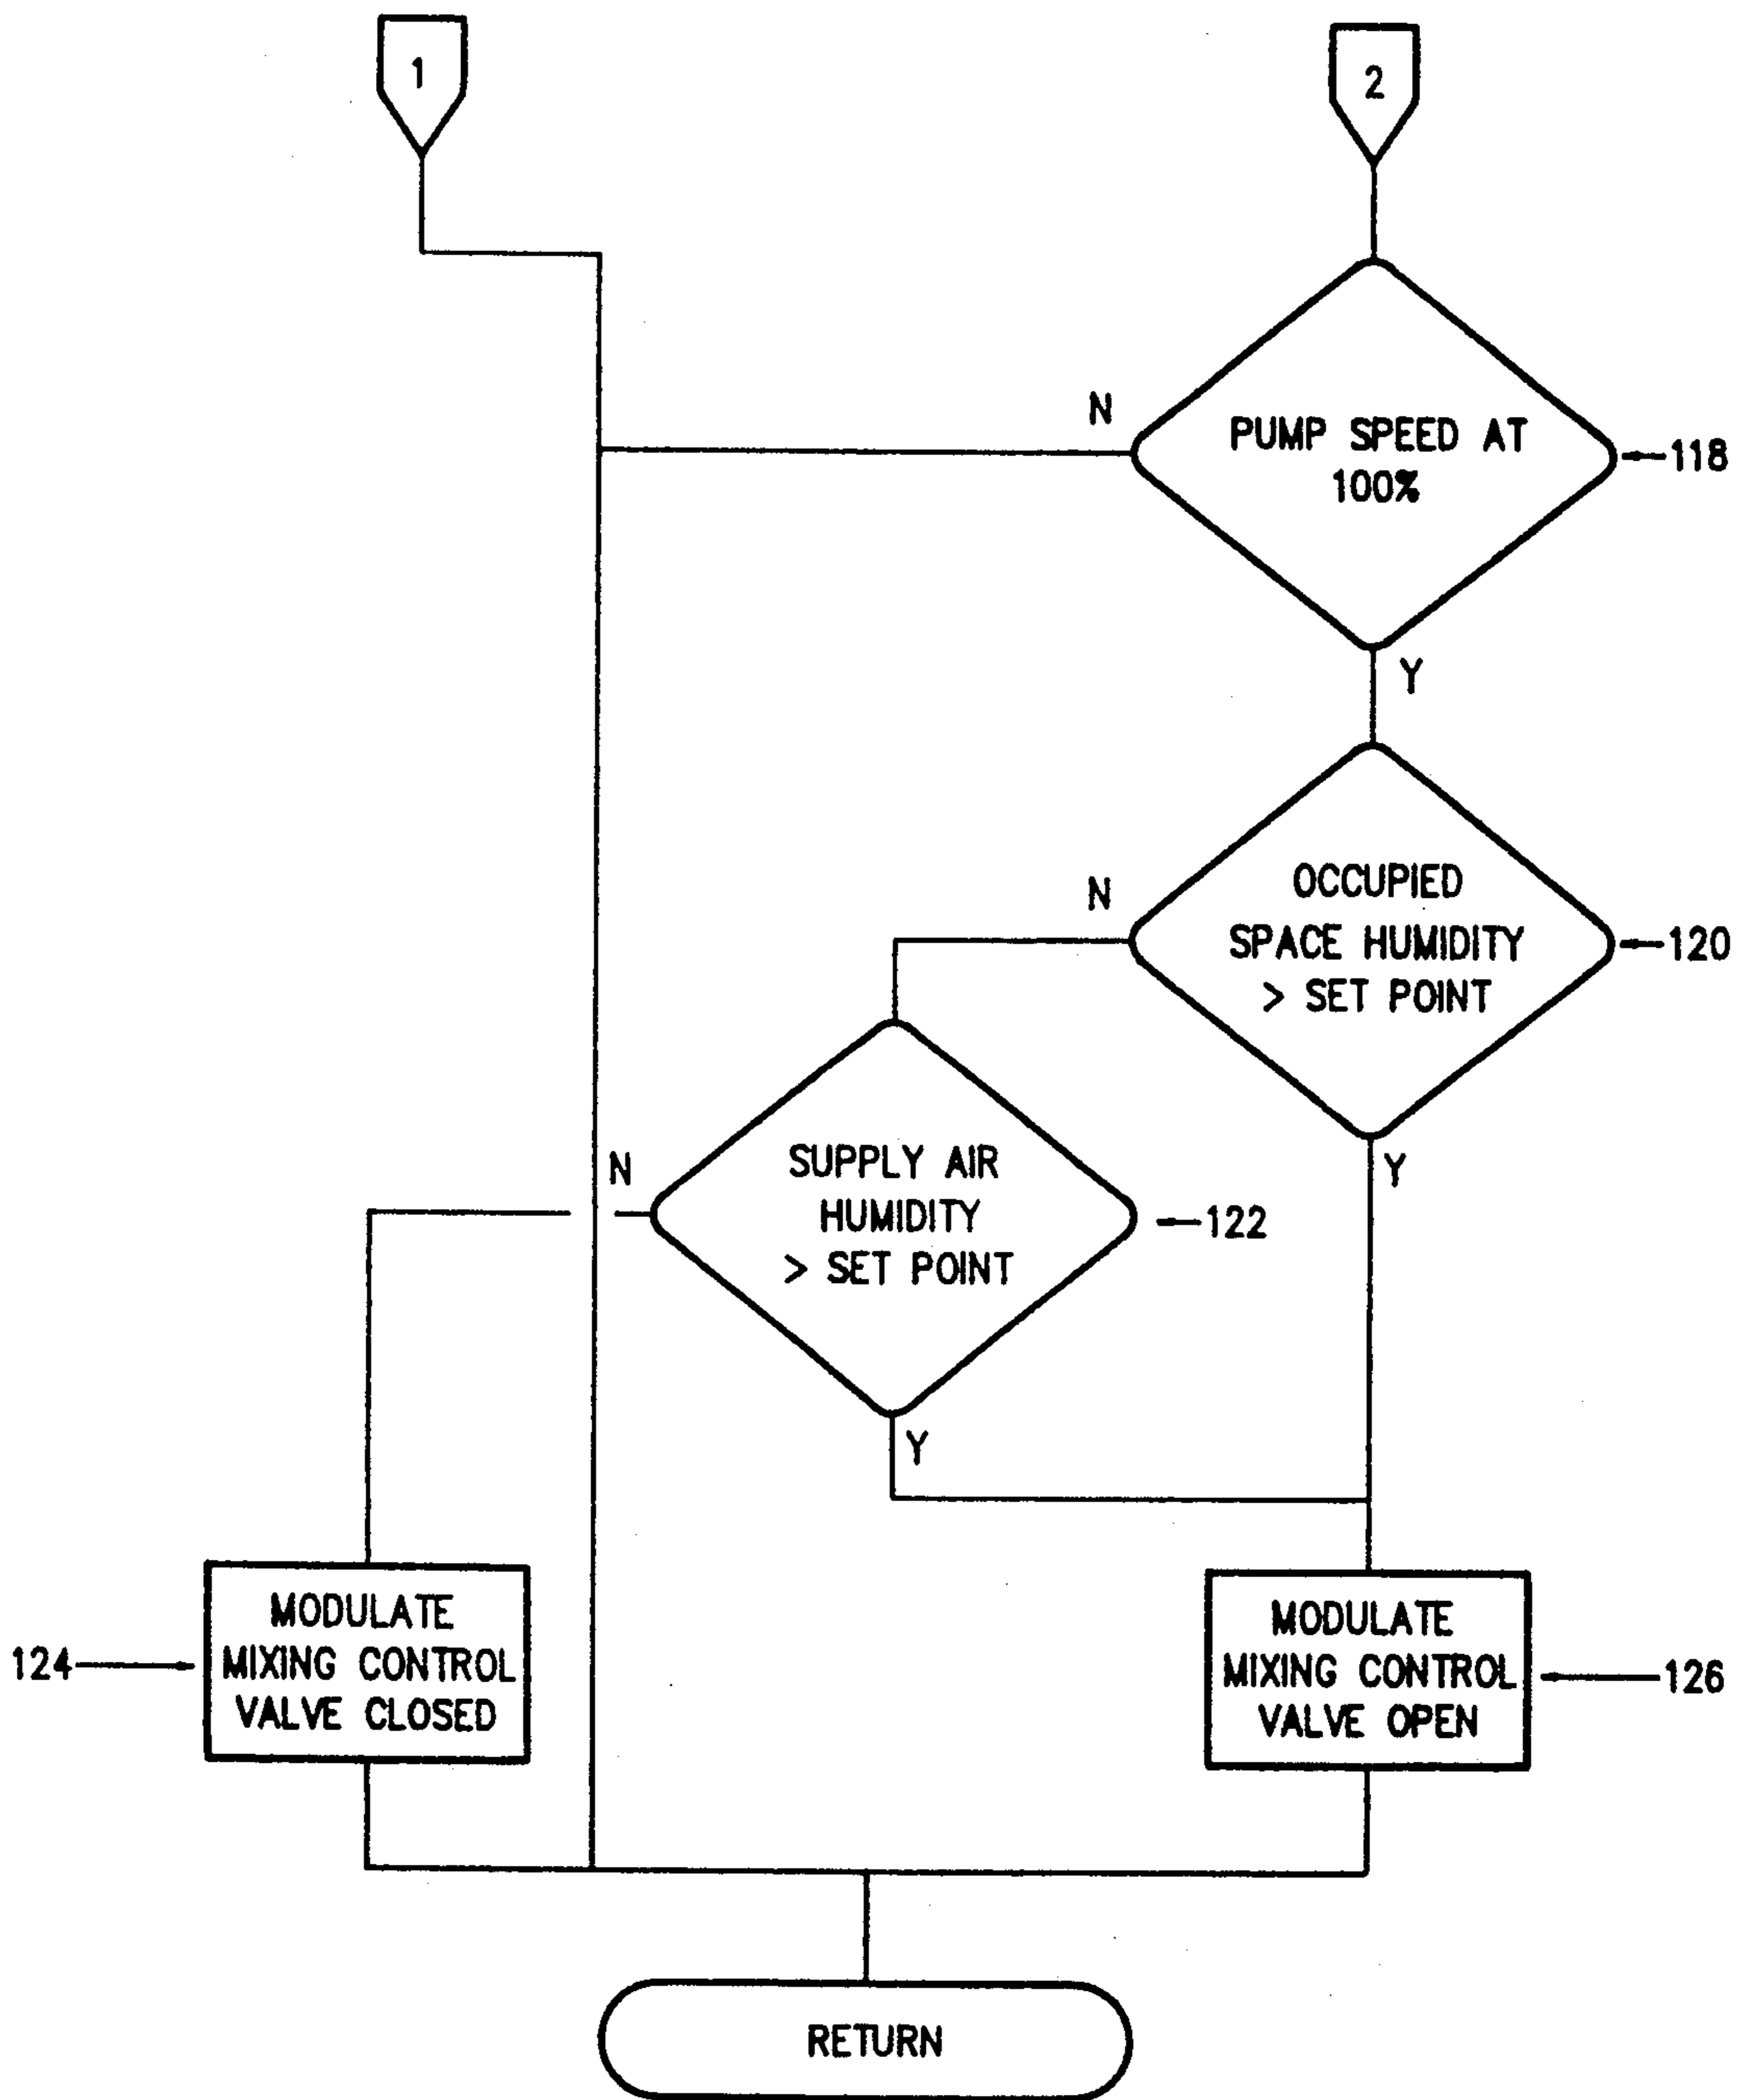 1
2
N
PUMP SPEED AT
100%
118
Y
N
OCCUPIED
SPACE HUMIDITY
> SET POINT
120
Y
N
SUPPLY AIR
HUMIDITY
> SET POINT
122
Y
124
MODULATE
MIXING CONTROL
VALVE CLOSED
MODULATE
MIXING CONTROL
VALVE OPEN
126
RETURN